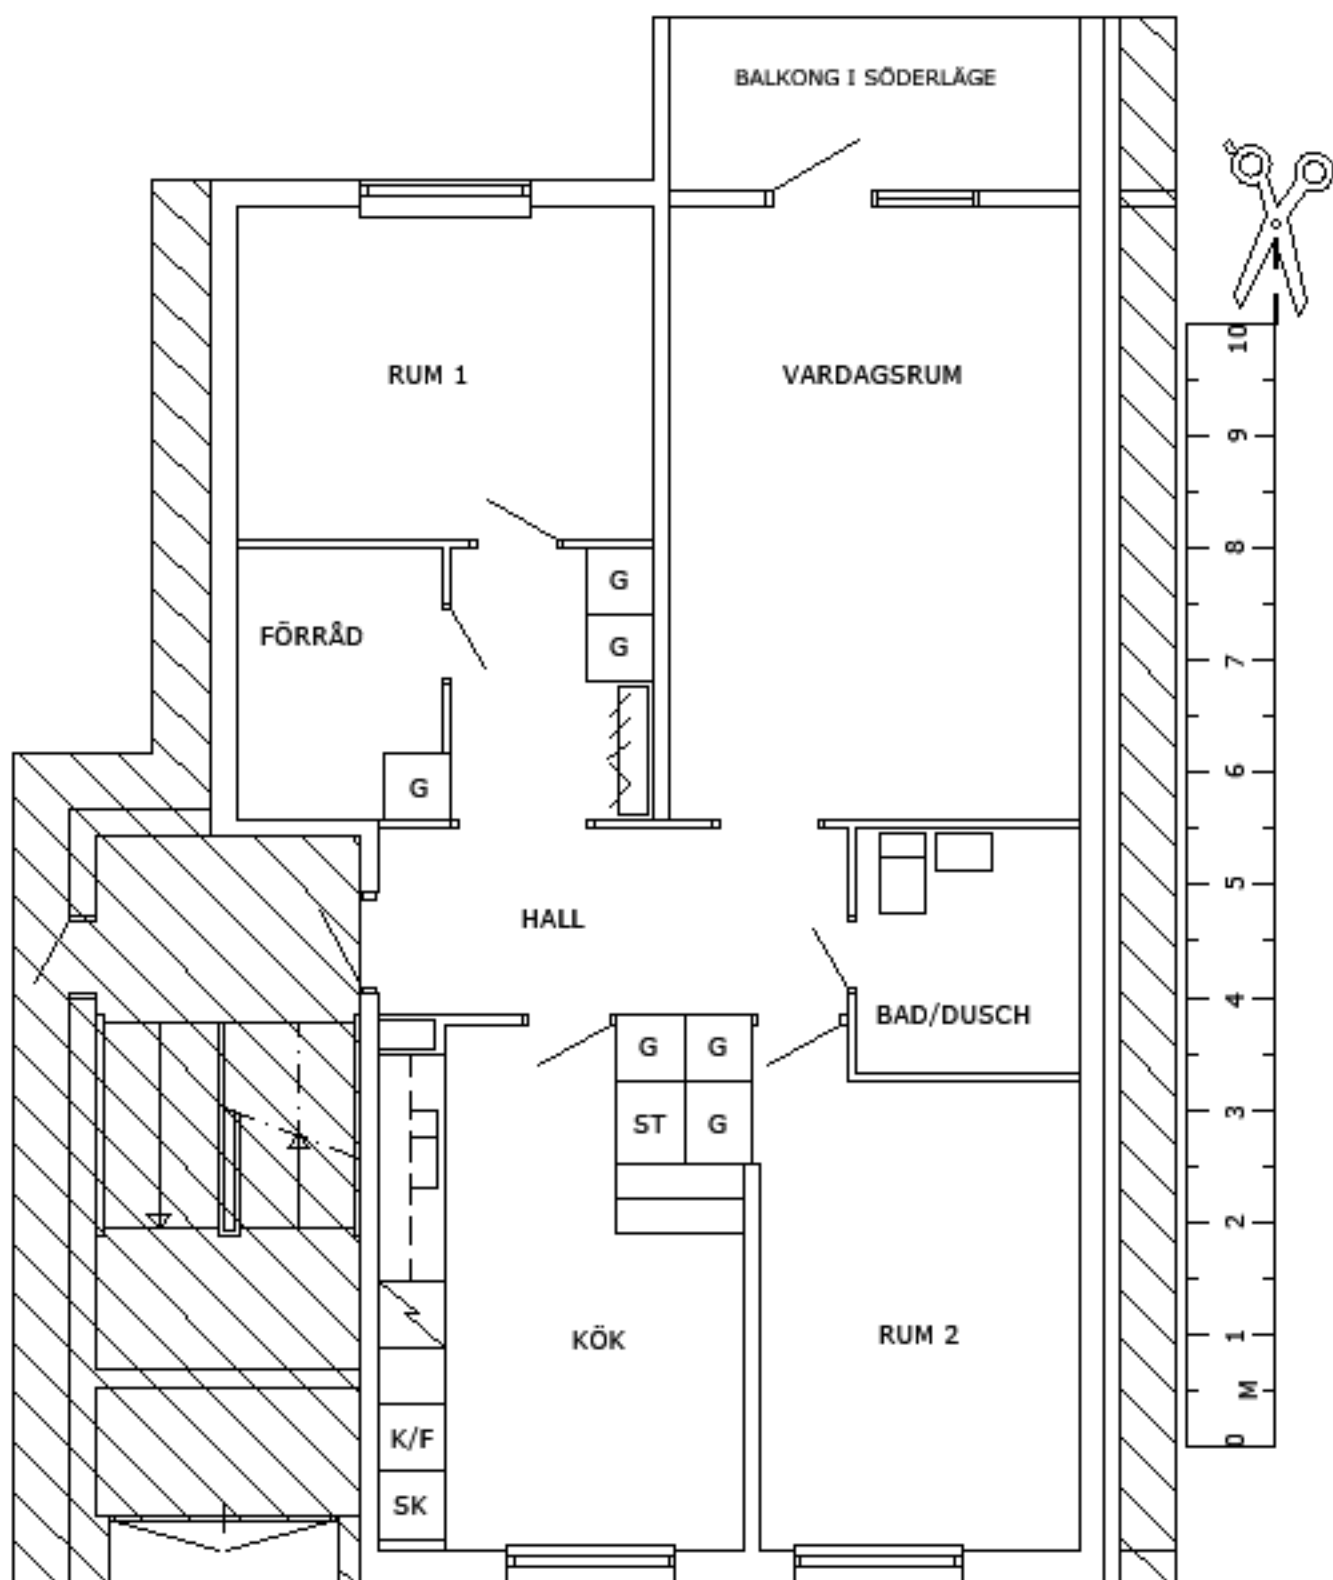 BALKONG I SÖDERLÄGE
RUM 1
VARDAGSRUM
G
G
FÖRRÅD
G
HALL
BAD/DUSCH
G G
ST G
KÖK
RUM 2
K/F
SK
10
9
8
7
6
5
4
3
2
1
M
0